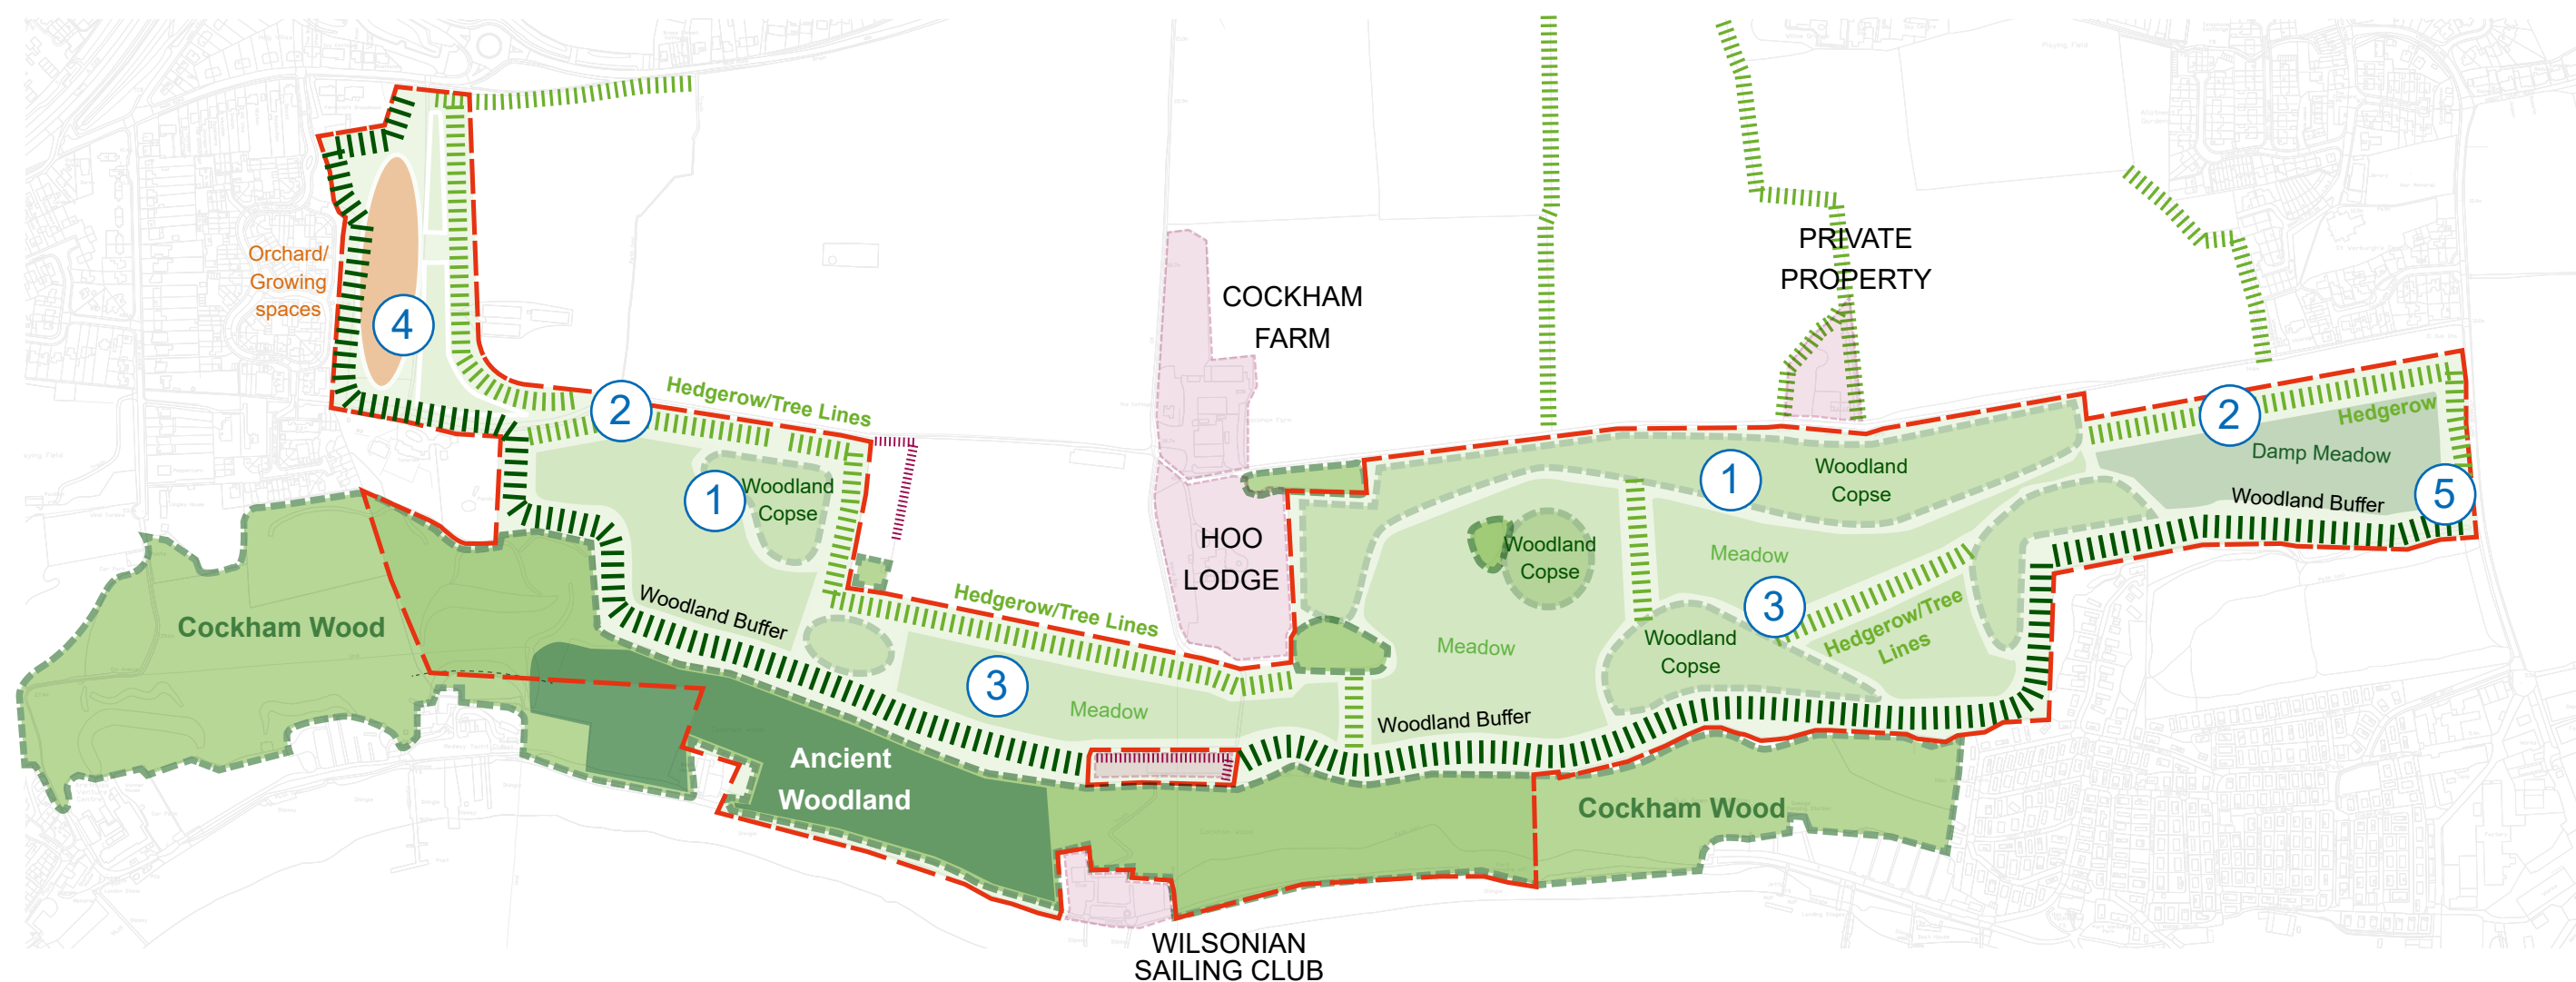 Orchard/
Growing
spaces
4
2
Hedgerow/Tree Lines
1
Woodland
Copse
Woodland Buffer
Cockham Wood
Ancient
Woodland
Hedgerow/Tree Lines
3
Meadow
COCKHAM
FARM
HOO
LODGE
WILSONIAN
SAILING CLUB
PRIVATE
PROPERTY
Woodland
Copse
Meadow
Woodland Buffer
1
Woodland
Copse
Meadow
3
Woodland
Copse
Hedgerow/Tree
Lines
Cockham Wood
2
Hedgerow
Damp Meadow
Woodland Buffer
5